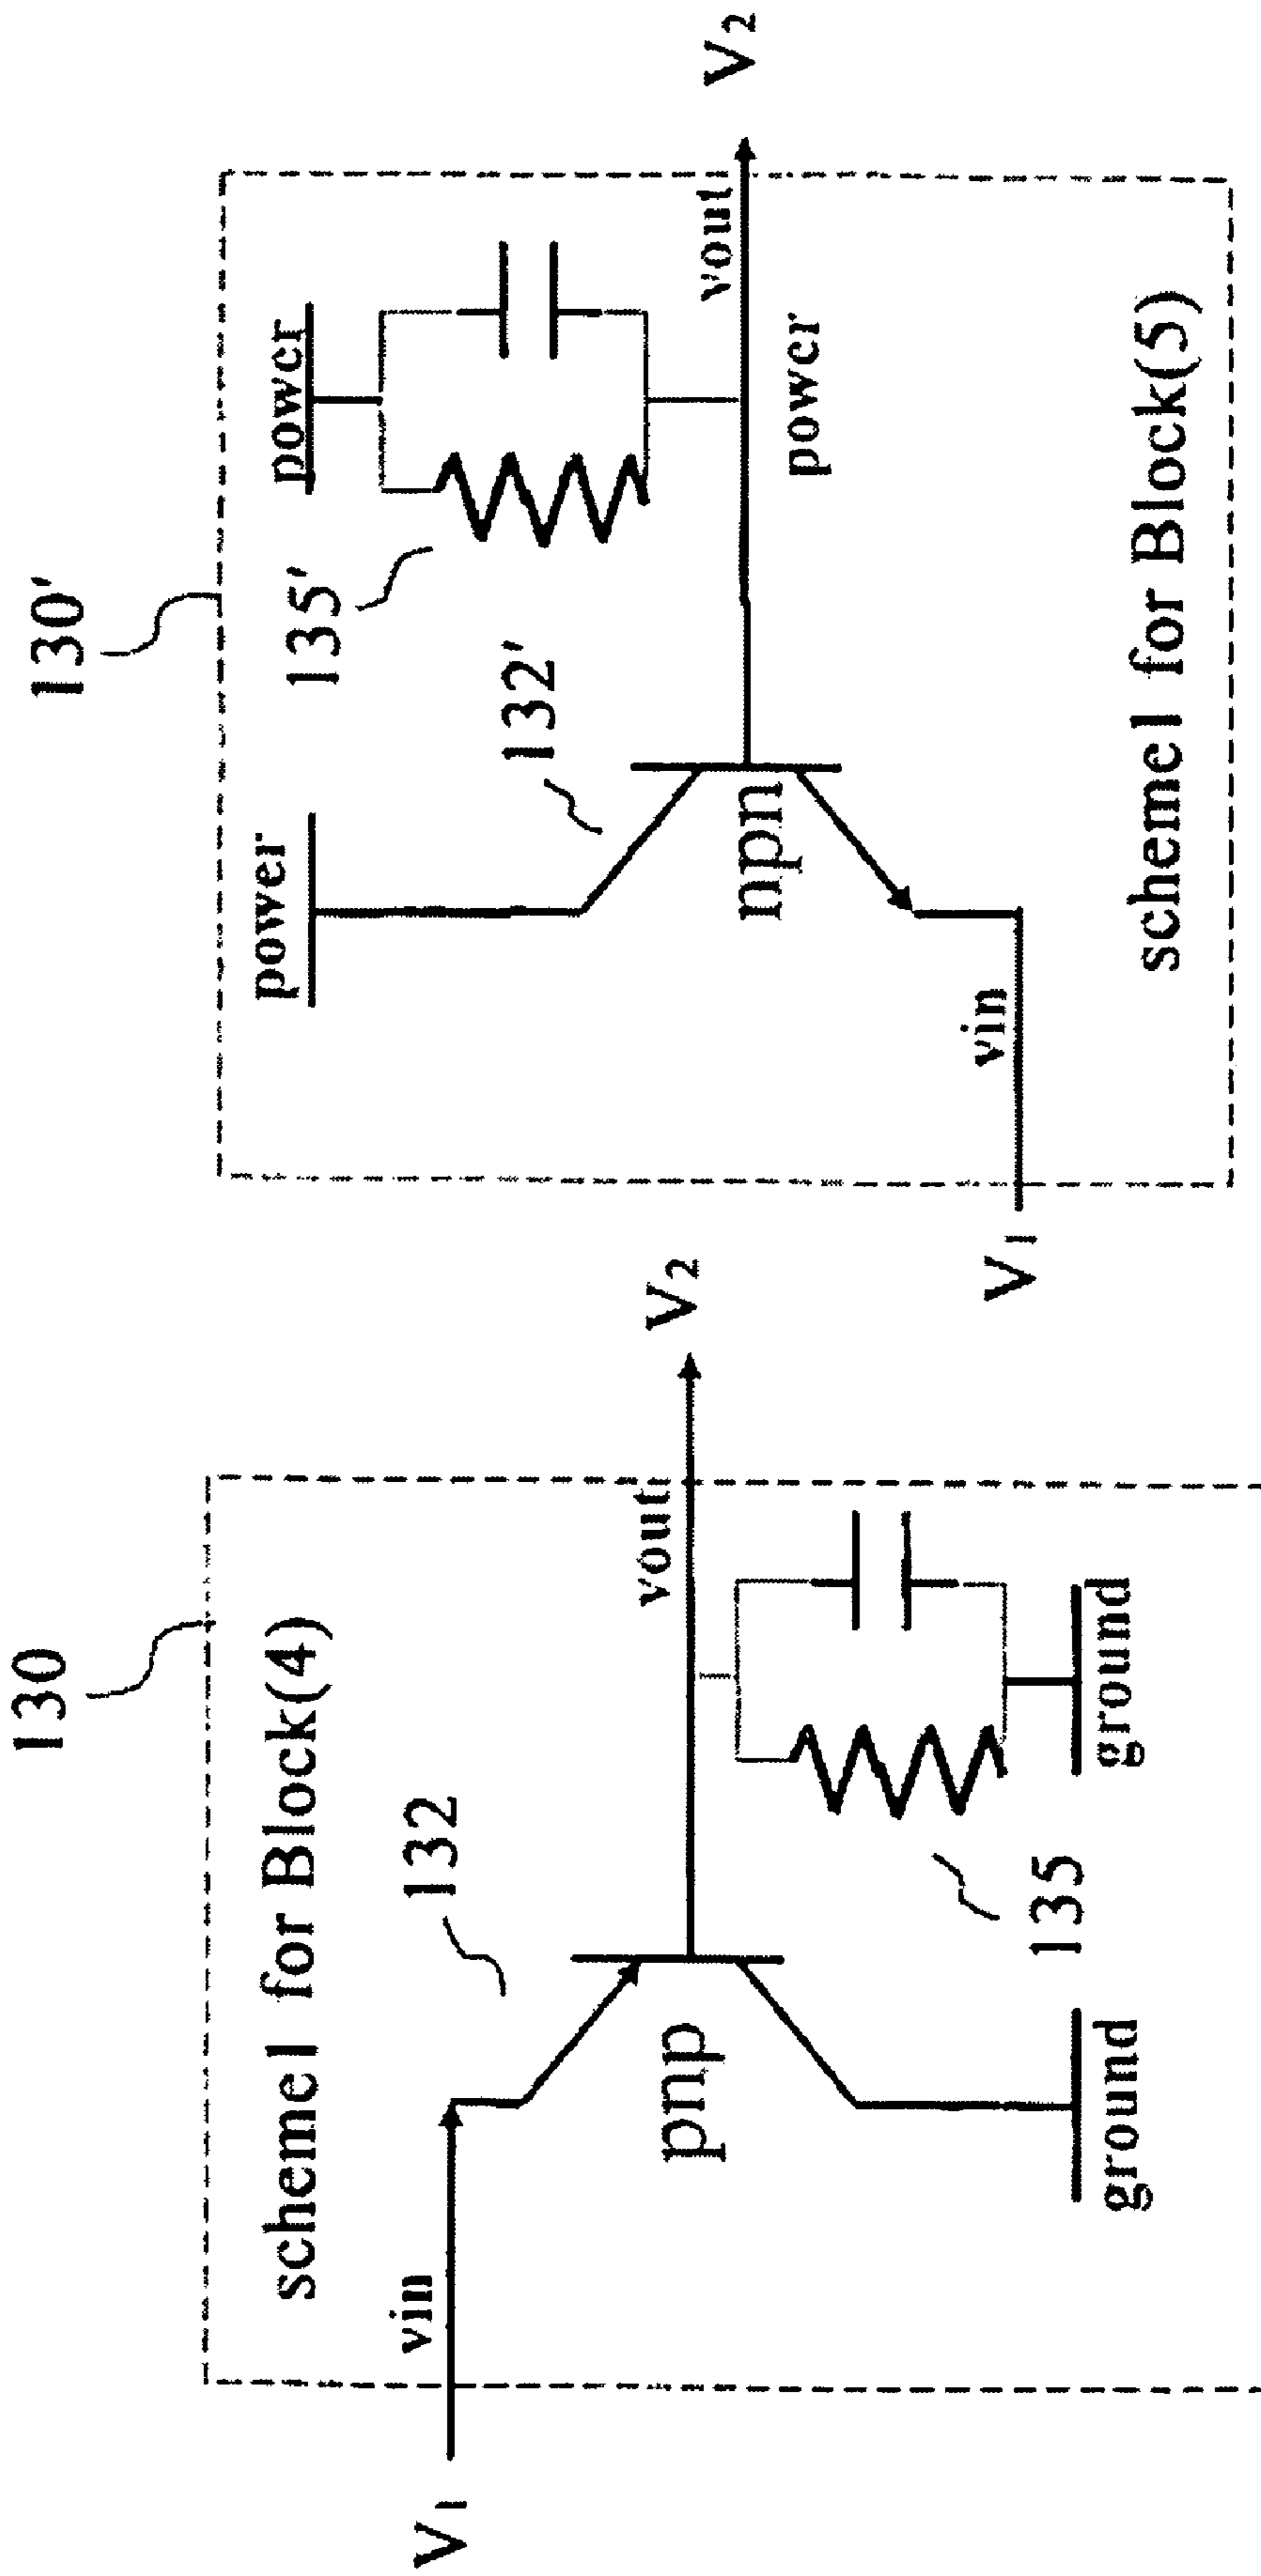 130
scheme1 for Block(4)
132
V1
vin
pnp
vout
V2
135
ground
ground
130'
power
power
135'
132'
npn
vout
V2
power
vin
V1
scheme1 for Block(5)